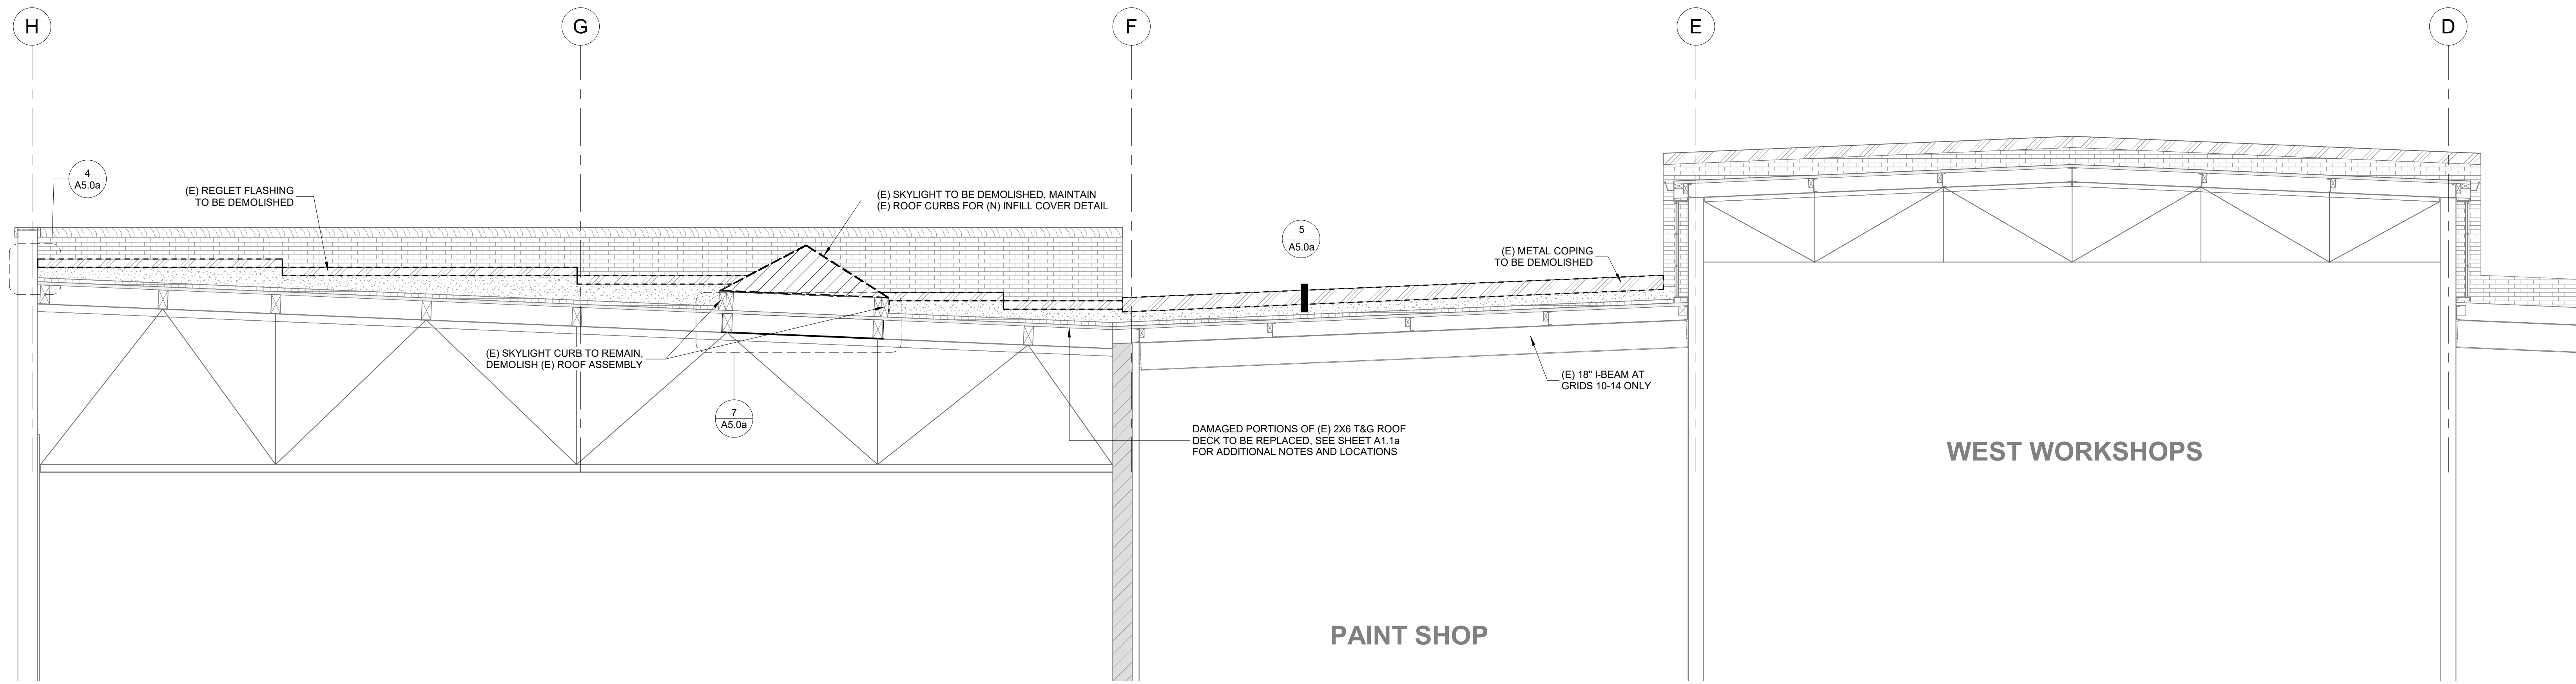 H
G
F
E
D
4
A5.0a
(E) REGLET FLASHING
TO BE DEMOLISHED
(E) SKYLIGHT TO BE DEMOLISHED, MAINTAIN
(E) ROOF CURBS FOR (N) INFILL COVER DETAIL
5
A5.0a
(E) METAL COPING
TO BE DEMOLISHED
(E) SKYLIGHT CURB TO REMAIN,
DEMOLISH (E) ROOF ASSEMBLY
7
A5.0a
(E) 18" I-BEAM AT
GRIDS 10-14 ONLY
DAMAGED PORTIONS OF (E) 2X6 T&G ROOF
DECK TO BE REPLACED, SEE SHEET A1.1a
FOR ADDITIONAL NOTES AND LOCATIONS
WEST WORKSHOPS
PAINT SHOP